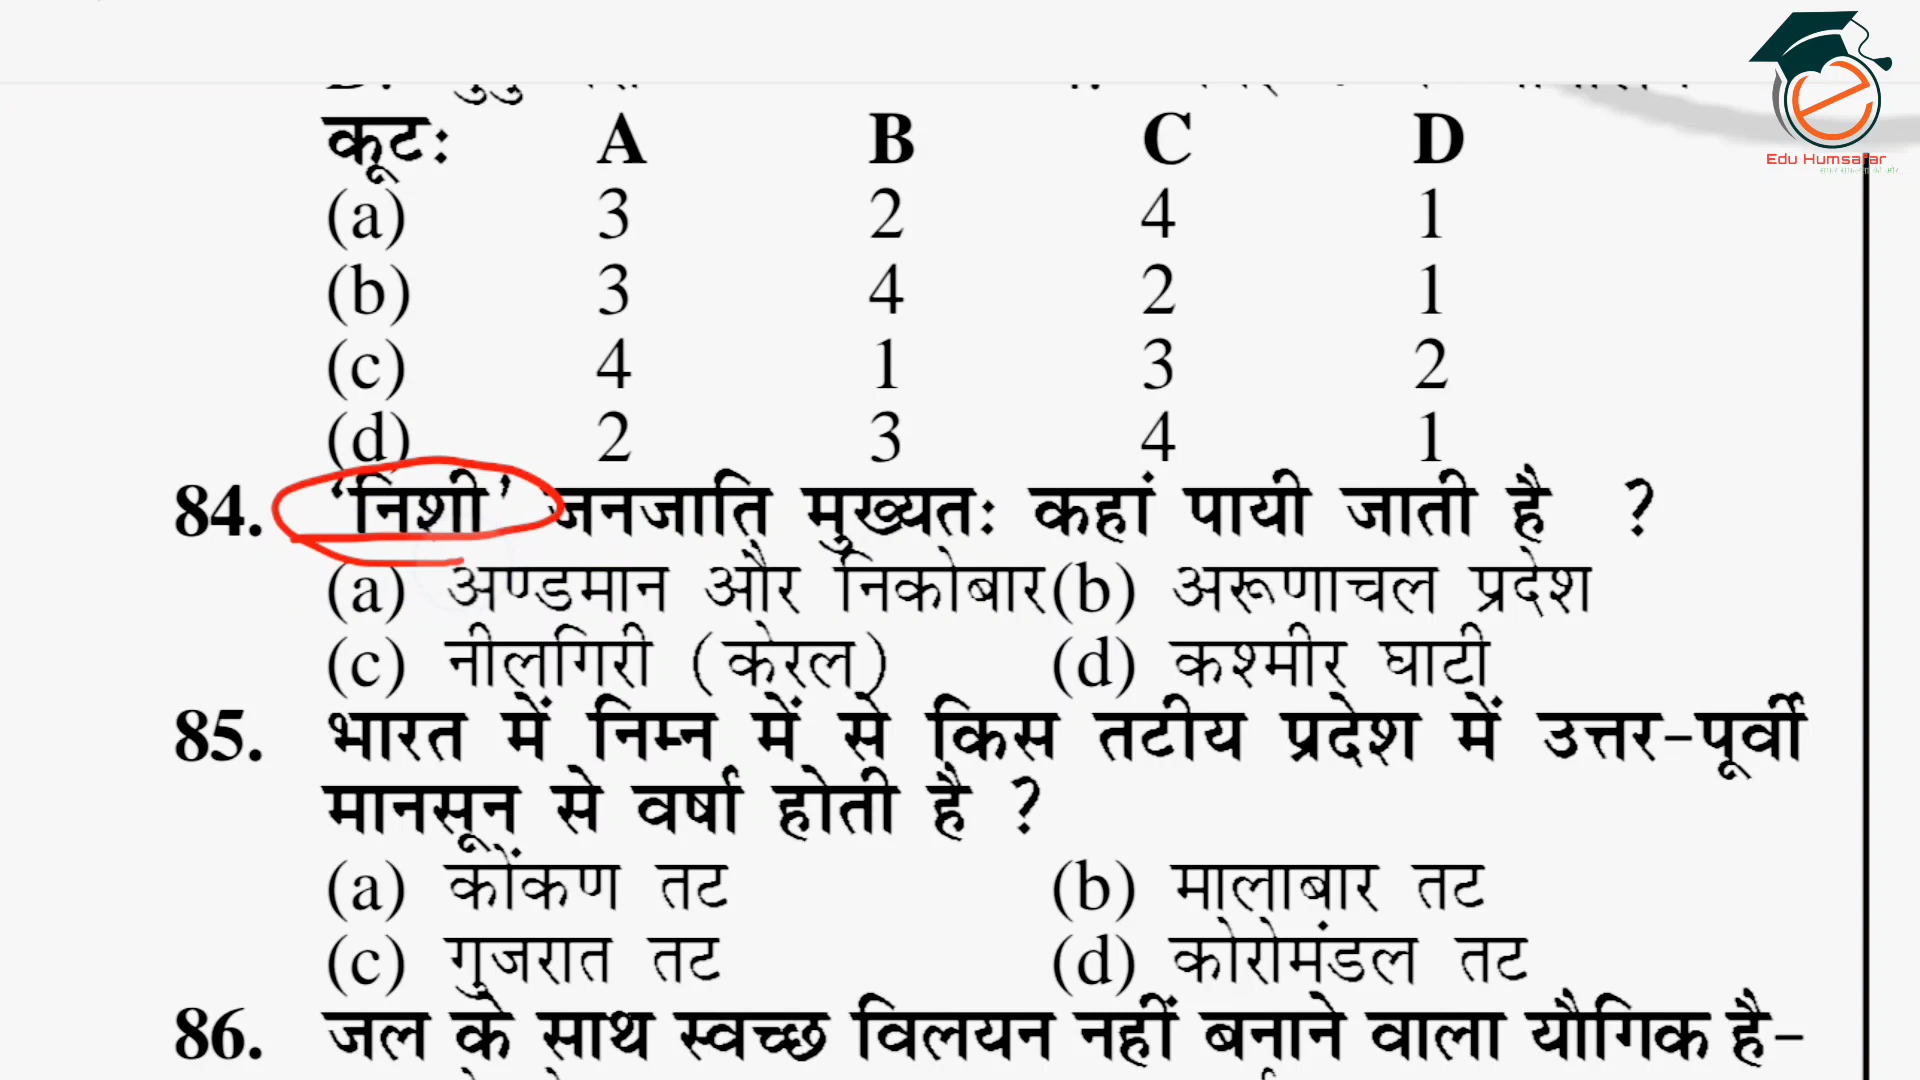 Edu Humsafar
कूटः A B C D
(a) 3 2 4 1
(b) 3 4 2 1
(c) 4 1 3 2
(d) 2 3 4 1
84. ‘निशी’ जनजाति मुख्यतः कहां पायी जाती है ?
(a) अण्डमान और निकोबार (b) अरूणाचल प्रदेश
(c) नीलगिरी (केरल) (d) कश्मीर घाटी
85. भारत में निम्न में से किस तटीय प्रदेश में उत्तर-पूर्वी
मानसून से वर्षा होती है ?
(a) कोंकण तट (b) मालाबार तट
(c) गुजरात तट (d) कोरोमंडल तट
86. जल के साथ स्वच्छ विलयन नहीं बनाने वाला यौगिक है-